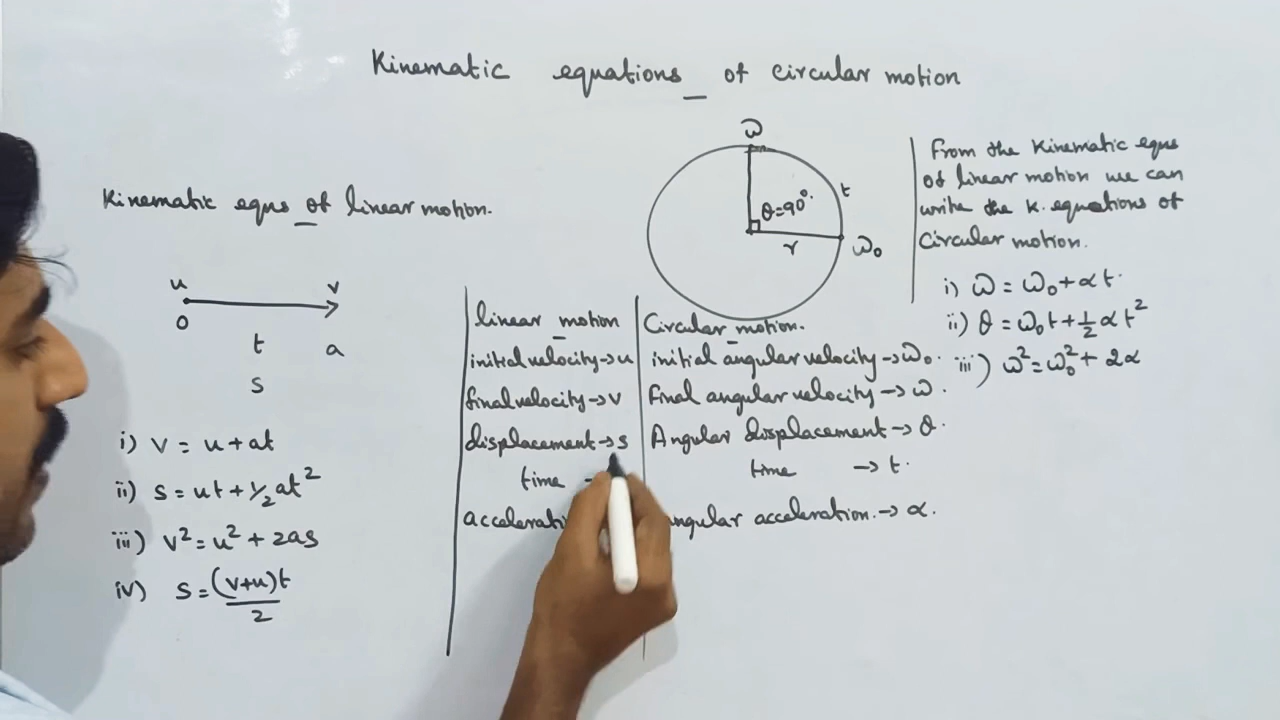 Kinematic equations of circular motion
Kinematic eqns of linear motion.
u v
0
t a
s
i) v = u + at
ii) s = ut + 1/2 at²
iii) v² = u² + 2as
iv) s = (v+u)t
2
ω
θ=90°
t
r ω₀
linear motion
initial velocity → u
final velocity → v
displacement → s
time →
Circular motion.
initial angular velocity → ω₀.
Final angular velocity → ω.
Angular displacement → θ.
time → t.
angular acceleration. → α.
From the Kinematic eqns
of linear motion we can
write the K. equations of
Circular motion.
i) ω = ω₀ + αt.
ii) θ = ω₀t + 1/2 αt²
iii) ω² = ω₀² + 2α